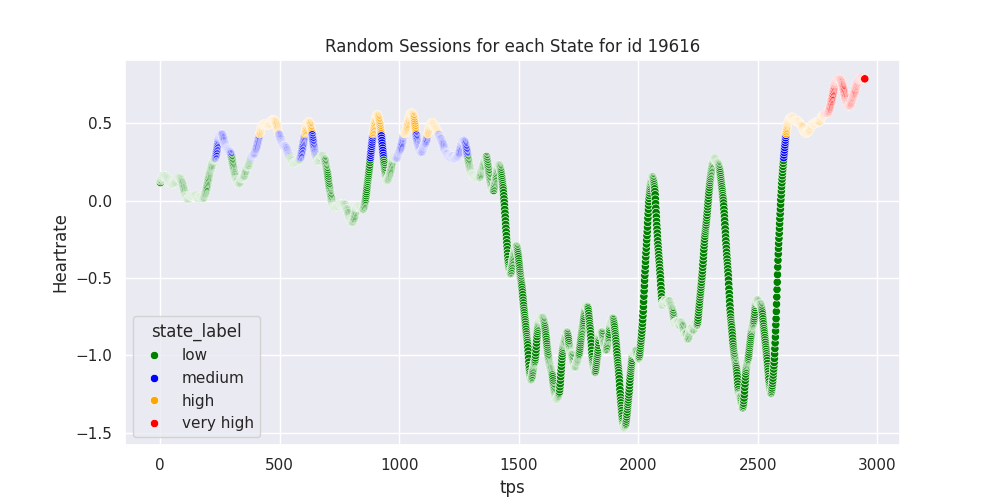 Random Sessions for each State for id 19616
Heartrate
0.5
0.0
−0.5
−1.0
−1.5
state_label
low
medium
high
very high
0 500 1000 1500 2000 2500 3000
tps